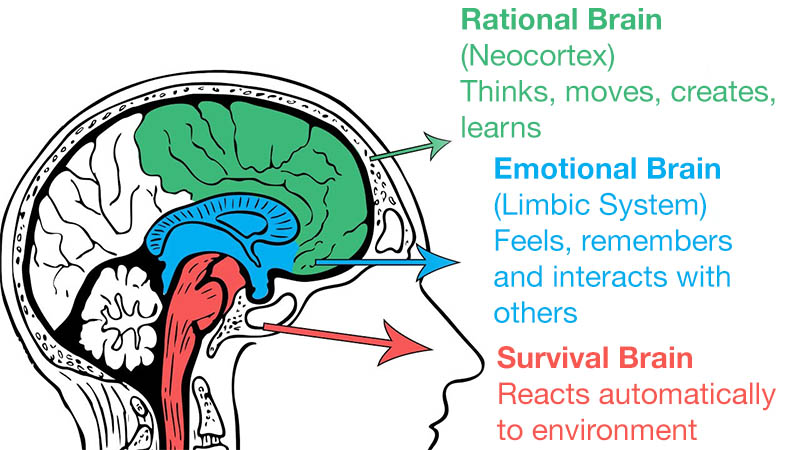 Rational Brain
(Neocortex)
Thinks, moves, creates,
learns
Emotional Brain
(Limbic System)
Feels, remembers
and interacts with
others
Survival Brain
Reacts automatically
to environment